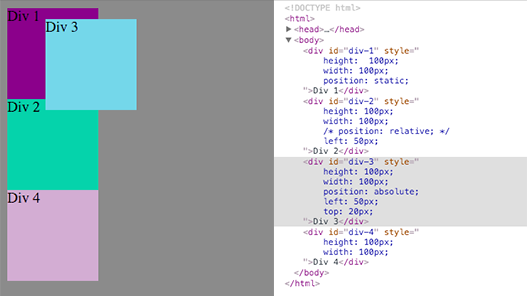 Div 1
Div 3
Div 2
Div 4
<!DOCTYPE html>
<html>
▶<head>…</head>
▼<body>
<div id="div-1" style="
height:  100px;
width: 100px;
position: static;
">Div 1</div>
<div id="div-2" style="
height: 100px;
width: 100px;
/* position: relative; */
left: 50px;
">Div 2</div>
<div id="div-3" style="
height: 100px;
width: 100px;
position: absolute;
left: 50px;
top: 20px;
">Div 3</div>
<div id="div-4" style="
height: 100px;
width: 100px;
">Div 4</div>
</body>
</html>